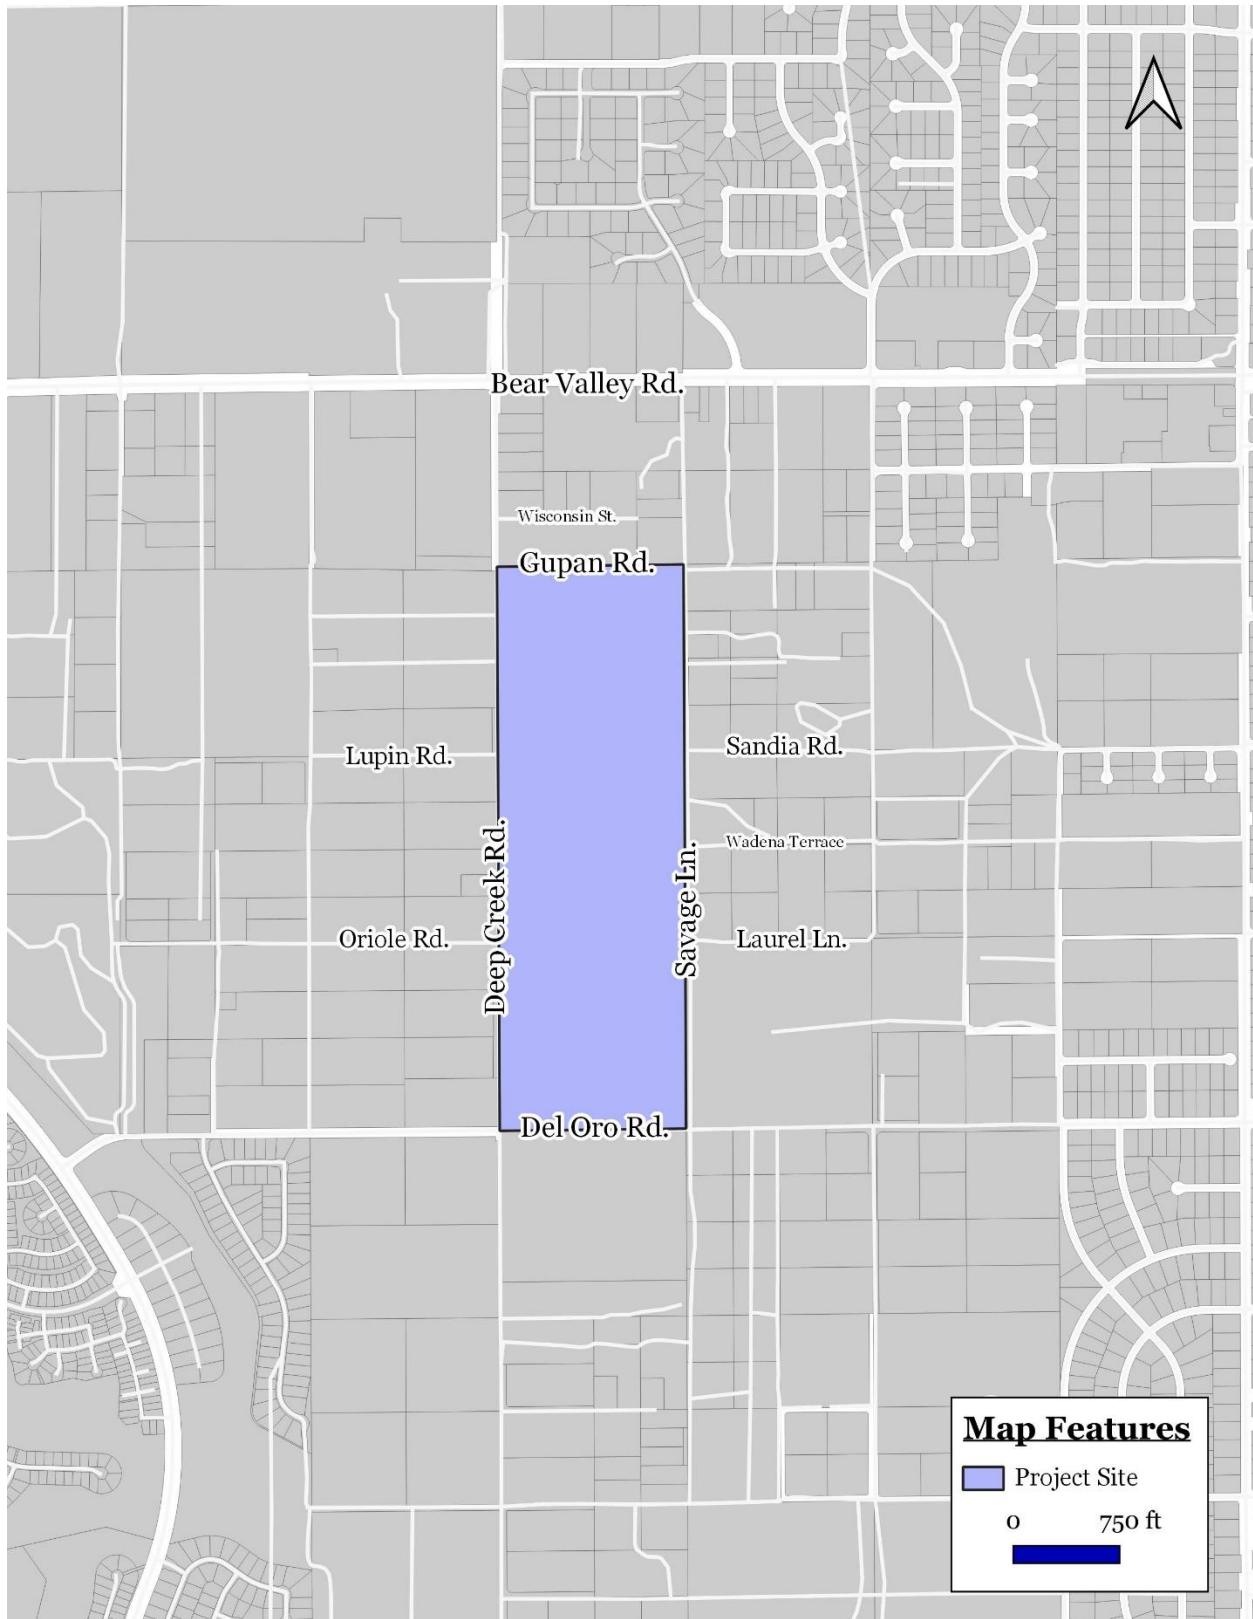 Bear Valley Rd.
Wisconsin St.
Gupan Rd.
Lupin Rd.
Sandia Rd.
Deep Creek Rd.
Savage Ln.
Wadena Terrace
Oriole Rd.
Laurel Ln.
Del Oro Rd.
Map Features
Project Site
0 750 ft